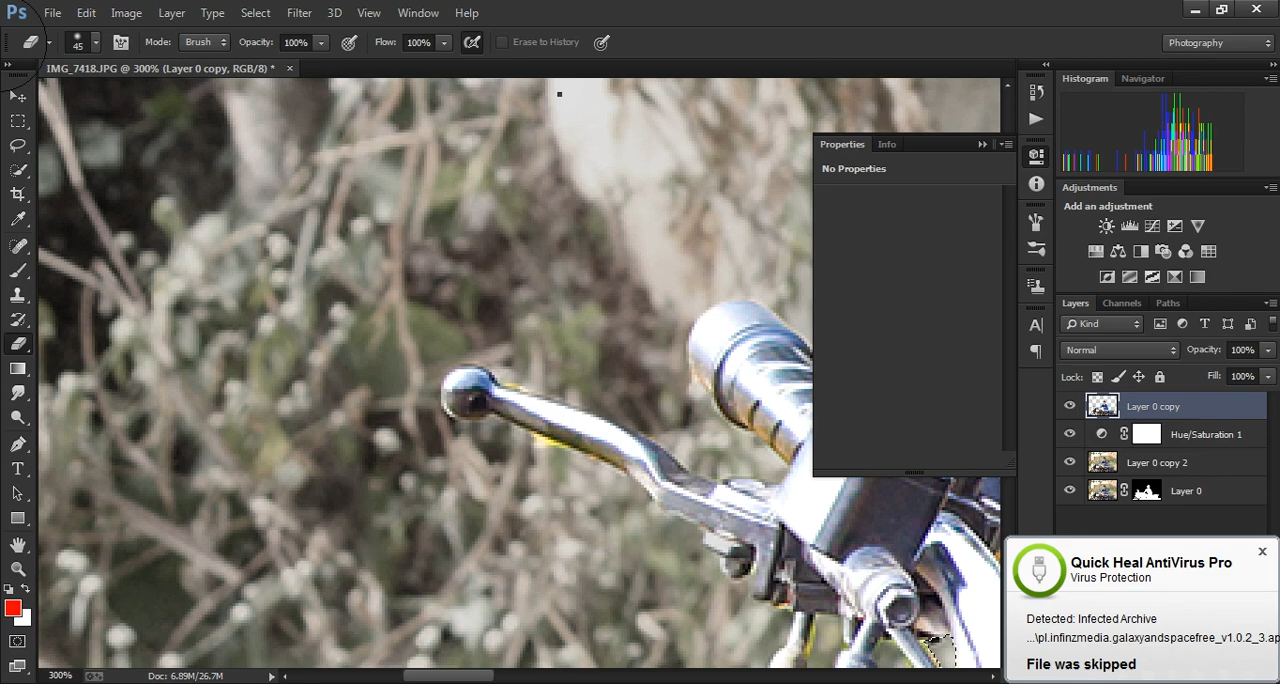 Ps File Edit Image Layer Type Select Filter 3D View Window Help
45 Mode: Brush Opacity: 100% Flow: 100% Erase to History Photography
IMG_7418.JPG @ 300% (Layer 0 copy, RGB/8) * ×
Histogram Navigator
Properties Info
No Properties
Adjustments
Add an adjustment
Layers Channels Paths
Kind
Normal Opacity: 100%
Lock: Fill: 100%
Layer 0 copy
Hue/Saturation 1
Layer 0 copy 2
Layer 0
Quick Heal AntiVirus Pro
Virus Protection
Detected: Infected Archive
...\pl.infinzmedia.galaxyandspacefree_v1.0.2_3.ap
File was skipped
300% Doc: 6.89M/26.7M